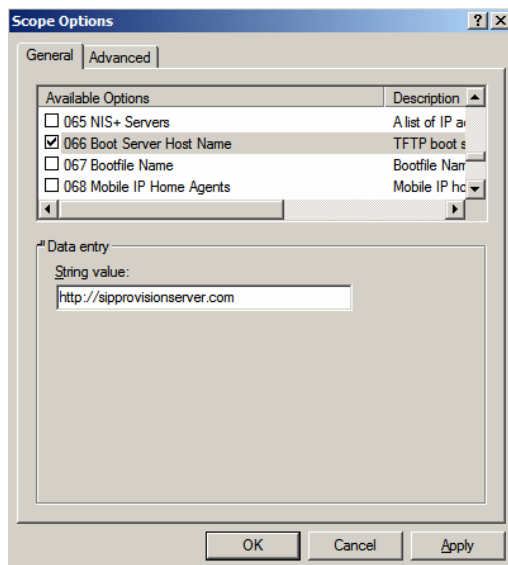 Scope Options
General Advanced
Available Options Description
065 NIS+ Servers A list of IP
066 Boot Server Host Name TFTP boot
067 Bootfile Name Bootfile
068 Mobile IP Home Agents Mobile IP
Data entry
String value:
http://sipprovisionserver.com
OK Cancel Apply